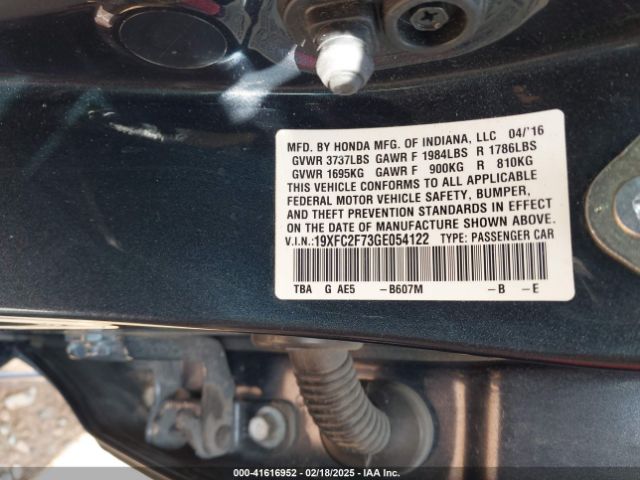 MFD. BY HONDA MFG. OF INDIANA, LLC 04/'16
GVWR 3737LBS GAWR F 1984LBS R 1786LBS
GVWR 1695KG GAWR F 900KG R 810KG
THIS VEHICLE CONFORMS TO ALL APPLICABLE
FEDERAL MOTOR VEHICLE SAFETY, BUMPER,
AND THEFT PREVENTION STANDARDS IN EFFECT
ON THE DATE OF MANUFACTURE SHOWN ABOVE.
V.I.N.:19XFC2F73GE054122 TYPE: PASSENGER CAR
TBA G AE5 –B607M –B –E
000-41616952 — 02/18/2025 — IAA Inc.